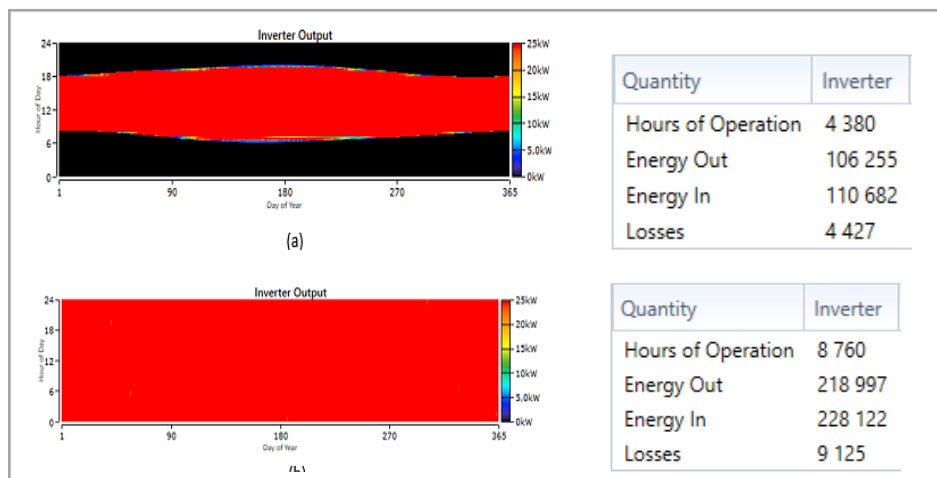 Inverter Output
24
18
12
6
0
Hour of Day
1 90 180 270 365
Day of Year
25kW
20kW
15kW
10kW
5,0kW
0kW
(a)
Quantity Inverter
Hours of Operation 4 380
Energy Out 106 255
Energy In 110 682
Losses 4 427
Inverter Output
24
18
12
6
0
Hour of Day
1 90 180 270 365
Day of Year
25kW
20kW
15kW
10kW
5,0kW
0kW
(b)
Quantity Inverter
Hours of Operation 8 760
Energy Out 218 997
Energy In 228 122
Losses 9 125